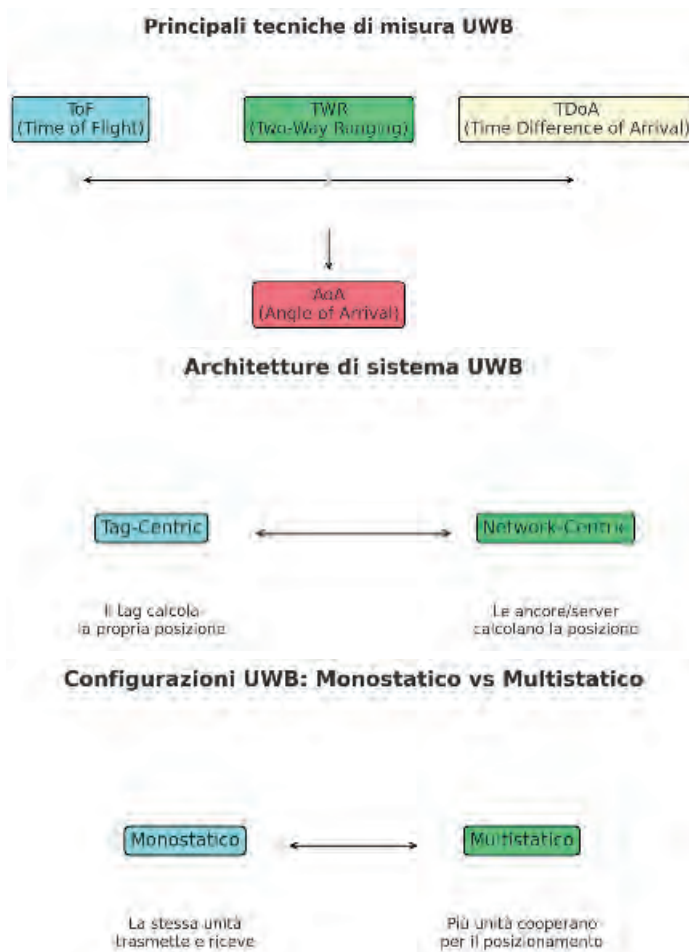 Principali tecniche di misura UWB
ToF
(Time of Flight)
TWR
(Two-Way Ranging)
TDoA
(Time Difference of Arrival)
AoA
(Angle of Arrival)
Architetture di sistema UWB
Tag-Centric
Network-Centric
Il tag calcola
la propria posizione
Le ancore/server
calcolano la posizione
Configurazioni UWB: Monostatico vs Multistatico
Monostatico
Multistatico
La stessa unità
trasmette e riceve
Più unità cooperano
per il posizionamento